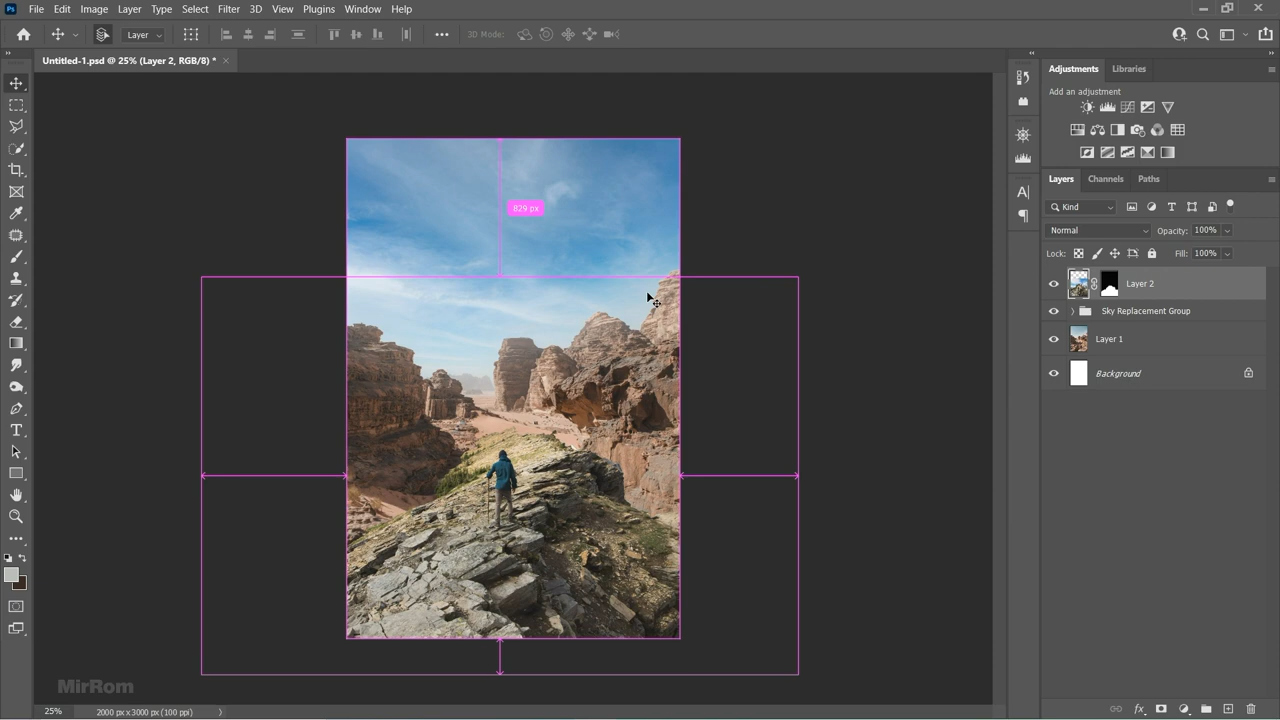 Ps File Edit Image Layer Type Select Filter 3D View Plugins Window Help
Layer 3D Mode:
Untitled-1.psd @ 25% (Layer 2, RGB/8) *
Adjustments Libraries
Add an adjustment
Layers Channels Paths
Kind
Normal Opacity: 100%
Lock: Fill: 100%
Layer 2
Sky Replacement Group
Layer 1
Background
829 px
MirRom
25% 2000 px x 3000 px (100 ppi)